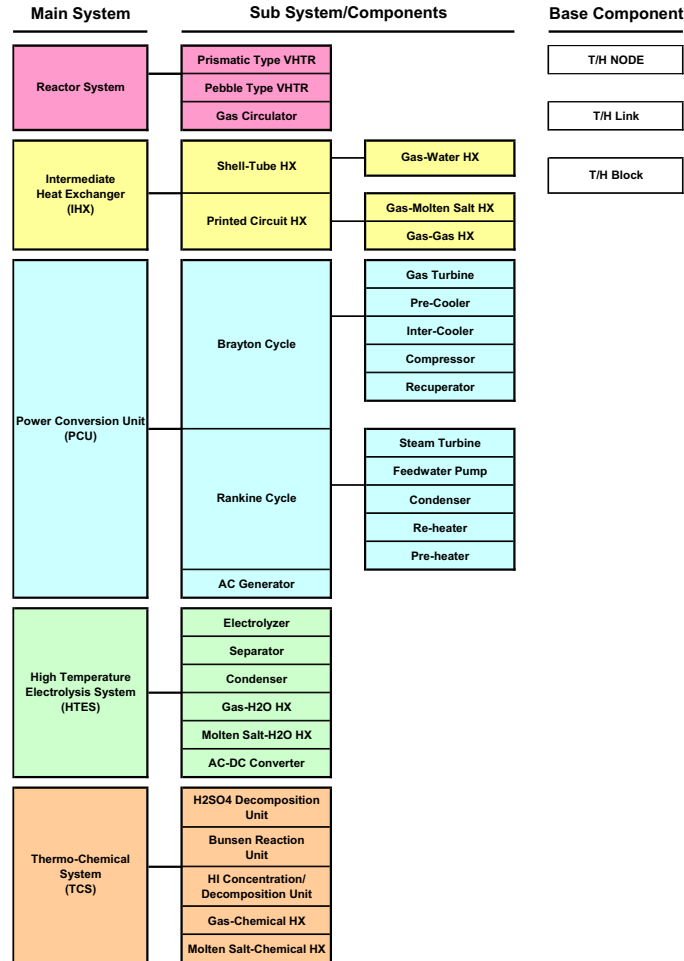 Main System
Sub System/Components
Base Component
Reactor System
Prismatic Type VHTR
Pebble Type VHTR
Gas Circulator
T/H NODE
T/H Link
T/H Block
Intermediate
Heat Exchanger
(IHX)
Shell-Tube HX
Printed Circuit HX
Gas-Water HX
Gas-Molten Salt HX
Gas-Gas HX
Power Conversion Unit
(PCU)
Brayton Cycle
Gas Turbine
Pre-Cooler
Inter-Cooler
Compressor
Recuperator
Rankine Cycle
Steam Turbine
Feedwater Pump
Condenser
Re-heater
Pre-heater
AC Generator
High Temperature
Electrolysis System
(HTES)
Electrolyzer
Separator
Condenser
Gas-H2O HX
Molten Salt-H2O HX
AC-DC Converter
Thermo-Chemical
System
(TCS)
H2SO4 Decomposition
Unit
Bunsen Reaction
Unit
HI Concentration/
Decomposition Unit
Gas-Chemical HX
Molten Salt-Chemical HX